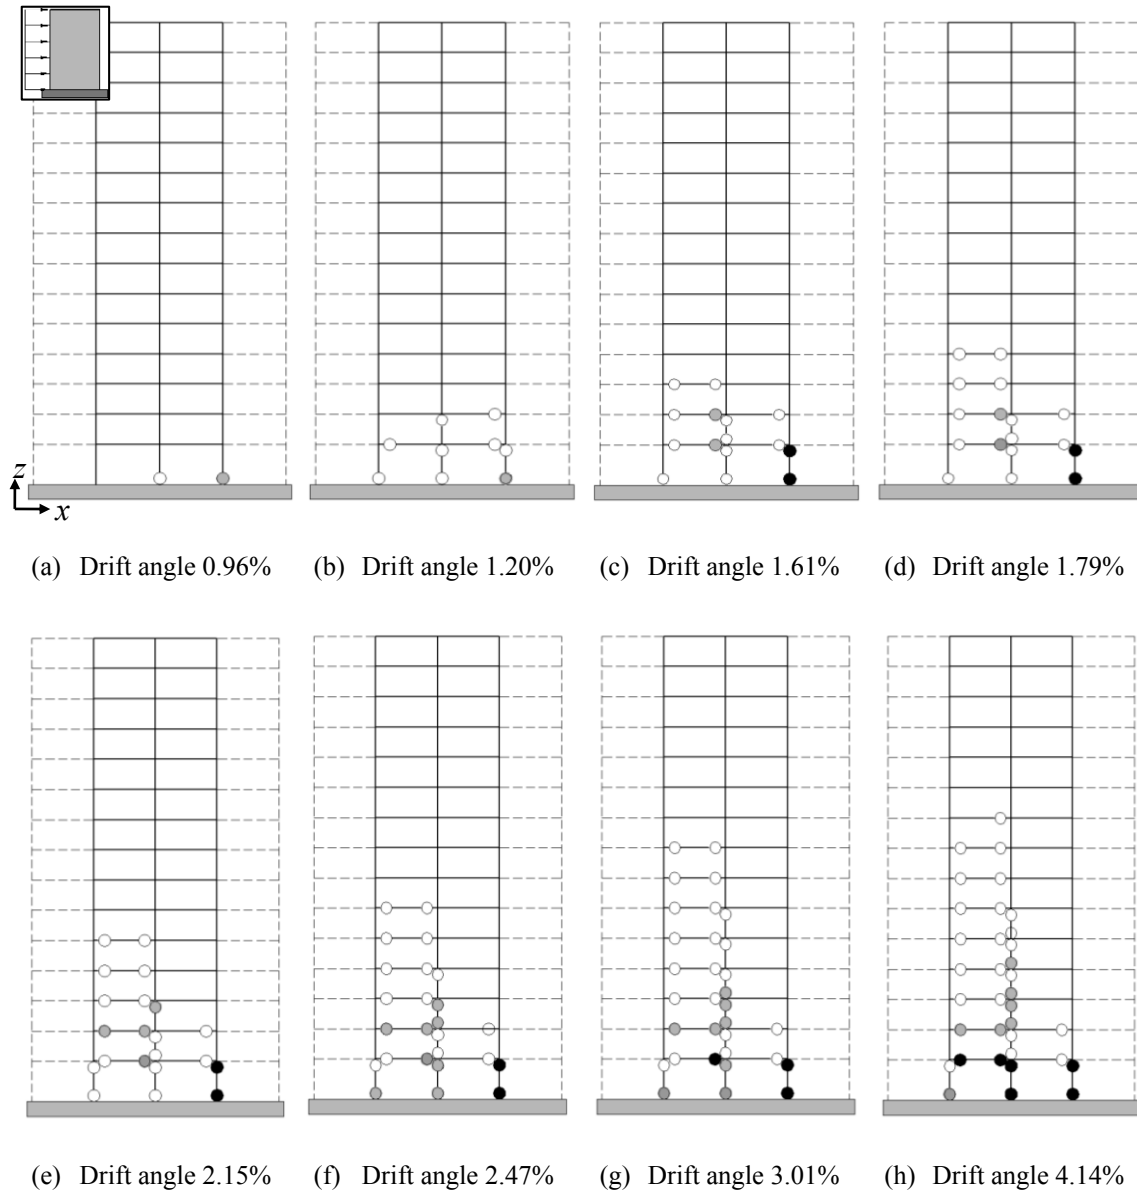 z
x
(a) Drift angle 0.96% (b) Drift angle 1.20% (c) Drift angle 1.61% (d) Drift angle 1.79%
(e) Drift angle 2.15% (f) Drift angle 2.47% (g) Drift angle 3.01% (h) Drift angle 4.14%